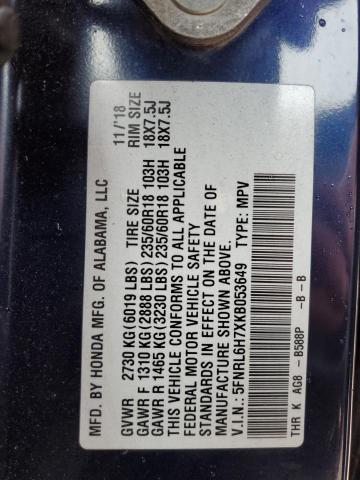 MFD. BY HONDA MFG. OF ALABAMA, LLC 11/'18
GVWR 2730 KG(6019 LBS) TIRE SIZE RIM SIZE
GAWR F 1310 KG(2888 LBS)235/60R18 103H 18X7.5J
GAWR R 1465 KG(3230 LBS)235/60R18 103H 18X7.5J
THIS VEHICLE CONFORMS TO ALL APPLICABLE
FEDERAL MOTOR VEHICLE SAFETY
STANDARDS IN EFFECT ON THE DATE OF
MANUFACTURE SHOWN ABOVE.
V.I.N.: 5FNRL6H7XKB053649 TYPE: MPV
THR K AG8 - B588P -B -B